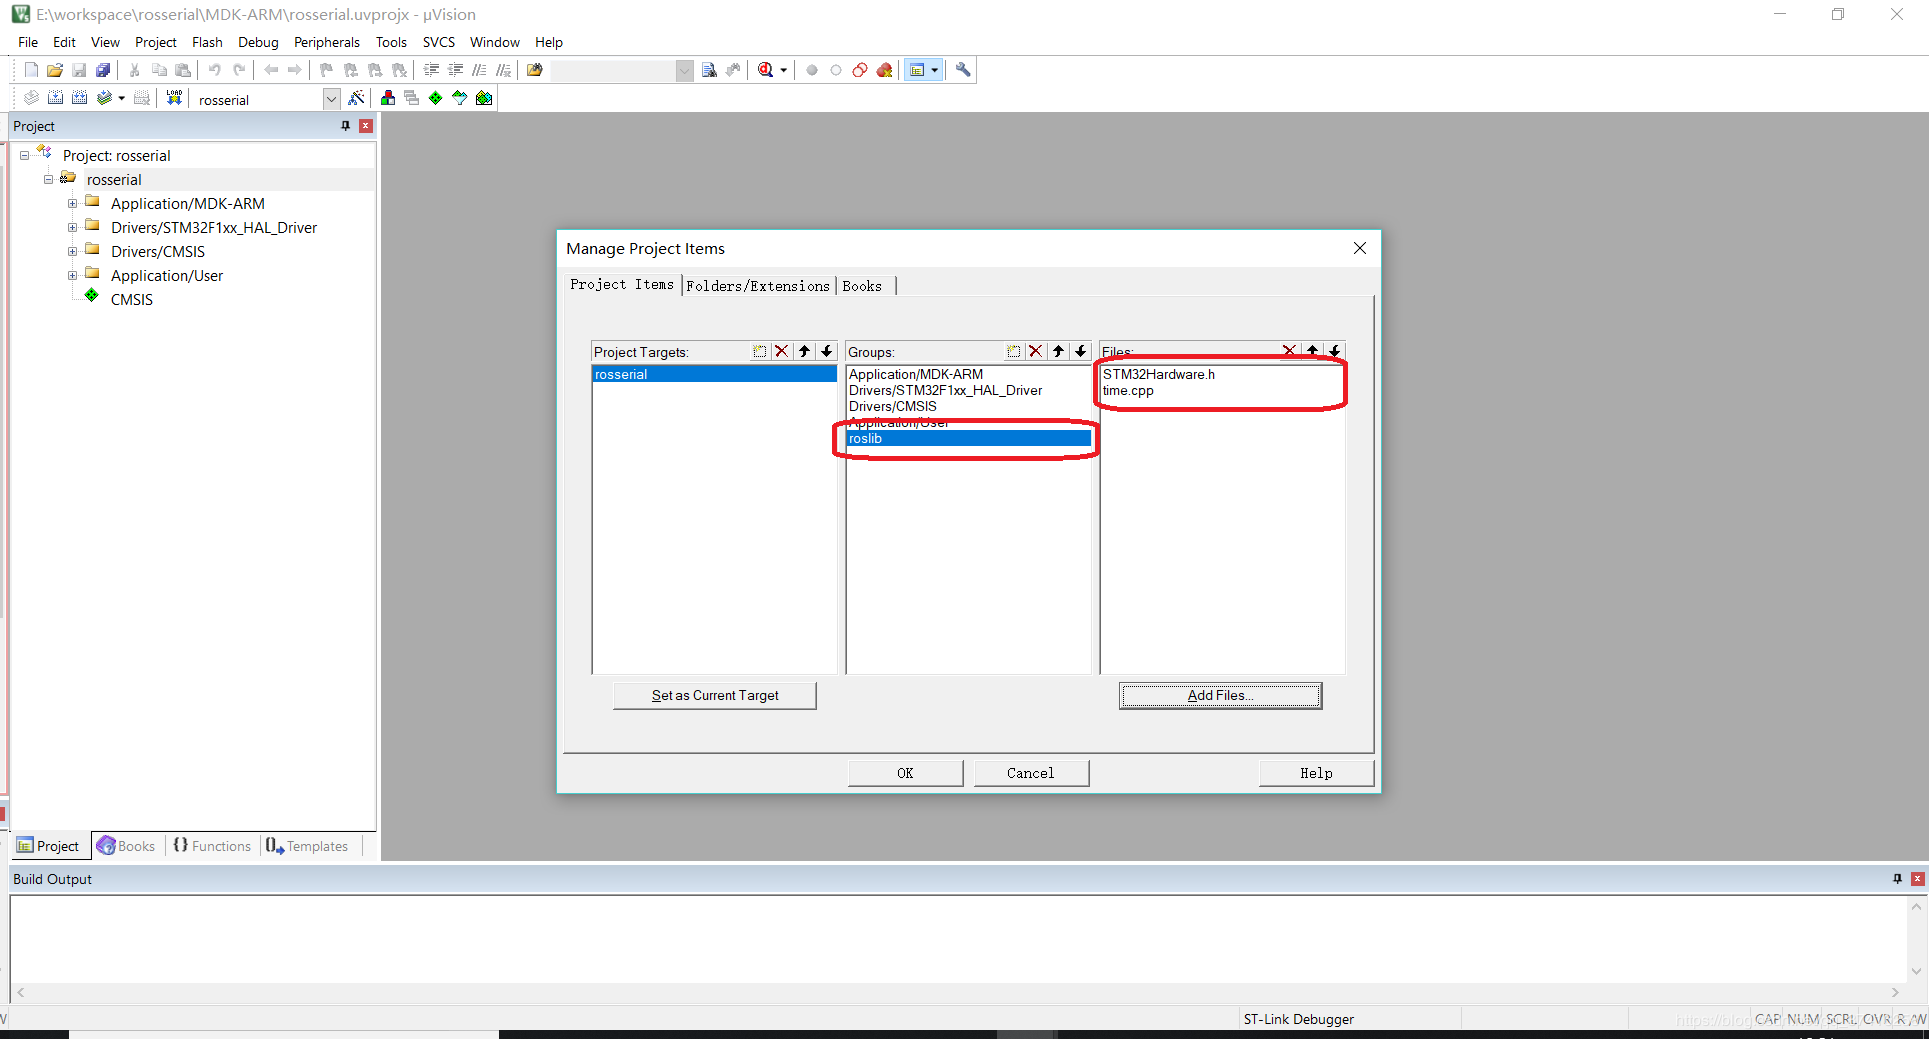 E:\workspace\rosserial\MDK-ARM\rosserial.uvprojx - µVision
File Edit View Project Flash Debug Peripherals Tools SVCS Window Help
LOAD
rosserial
Project
Project: rosserial
rosserial
Application/MDK-ARM
Drivers/STM32F1xx_HAL_Driver
Drivers/CMSIS
Application/User
CMSIS
Manage Project Items
Project Items Folders/Extensions Books
Project Targets:
rosserial
Groups:
Application/MDK-ARM
Drivers/STM32F1xx_HAL_Driver
Drivers/CMSIS
Application/User
roslib
Files:
STM32Hardware.h
time.cpp
Set as Current Target
Add Files...
OK Cancel Help
Project Books Functions Templates
Build Output
ST-Link Debugger
CAP NUM SCRL OVR R/W